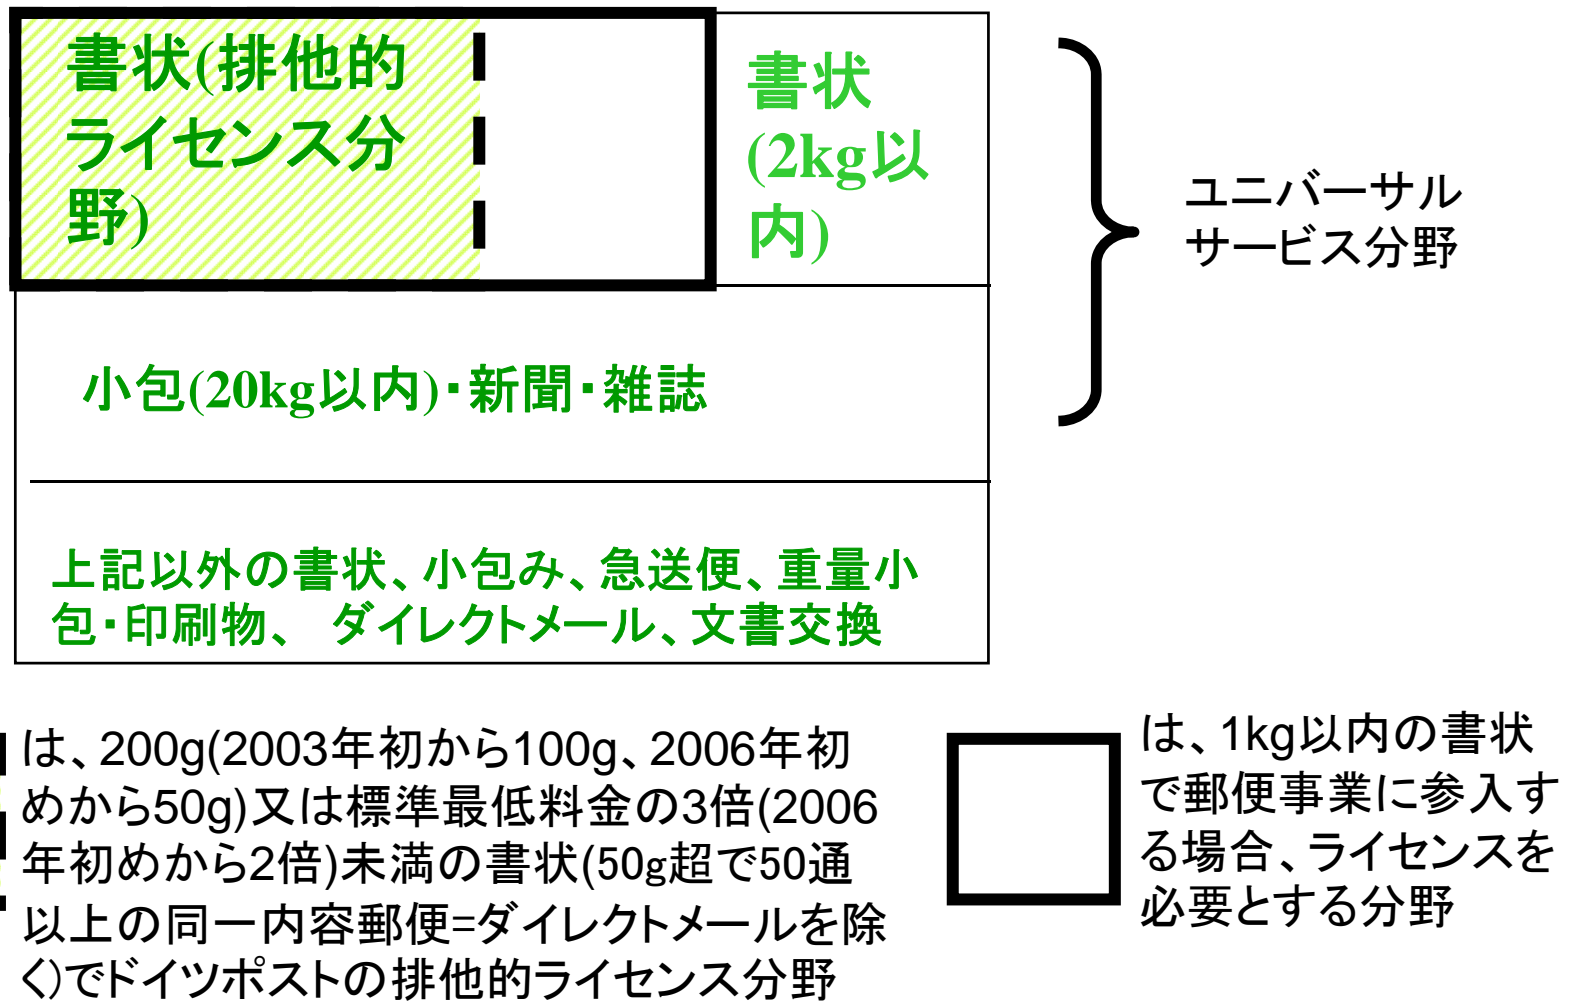 書状(排他的
ライセンス分
野)
書状
(2kg以
内)
ユニバーサル
サービス分野
小包(20kg以内)・新聞・雑誌
上記以外の書状、小包み、急送便、重量小
包・印刷物、 ダイレクトメール、文書交換
は、200g(2003年初から100g、2006年初
めから50g)又は標準最低料金の3倍(2006
年初めから2倍)未満の書状(50g超で50通
以上の同一内容郵便=ダイレクトメールを除
く)でドイツポストの排他的ライセンス分野
は、1kg以内の書状
で郵便事業に参入す
る場合、ライセンスを
必要とする分野